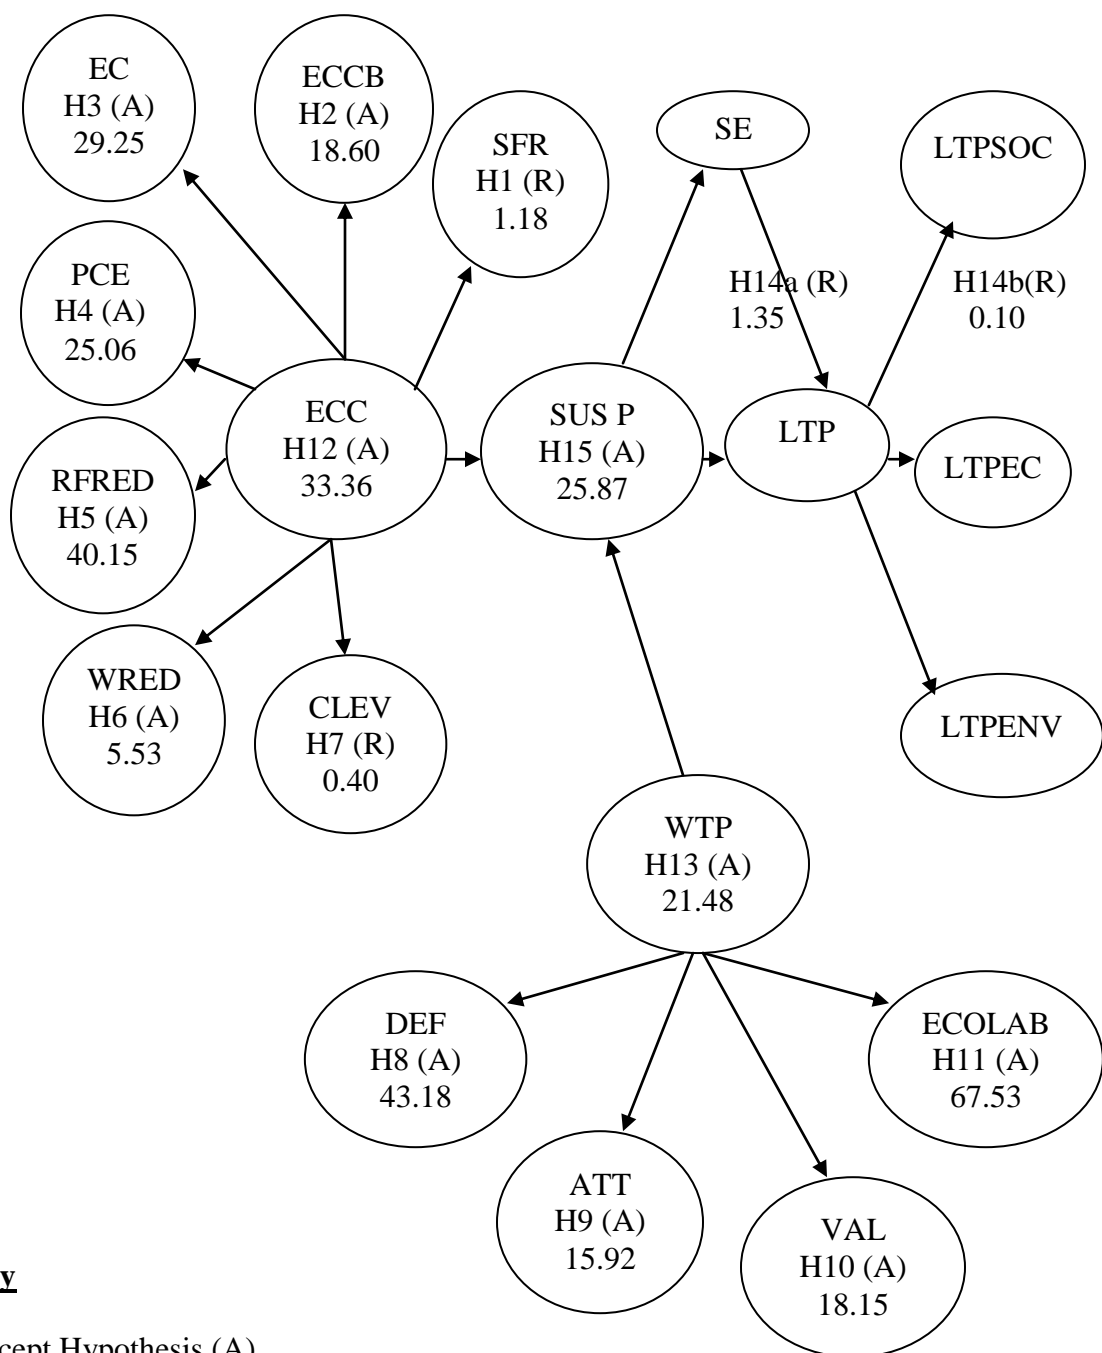 EC
H3 (A)
29.25
ECCB
H2 (A)
18.60
SFR
H1 (R)
1.18
SE
LTPSOC
PCE
H4 (A)
25.06
H14a (R)
1.35
H14b(R)
0.10
ECC
H12 (A)
33.36
SUS P
H15 (A)
25.87
LTP
LTPEC
RFRED
H5 (A)
40.15
WRED
H6 (A)
5.53
CLEV
H7 (R)
0.40
LTPENV
WTP
H13 (A)
21.48
DEF
H8 (A)
43.18
ECOLAB
H11 (A)
67.53
ATT
H9 (A)
15.92
VAL
H10 (A)
18.15
y
cept Hypothesis (A)